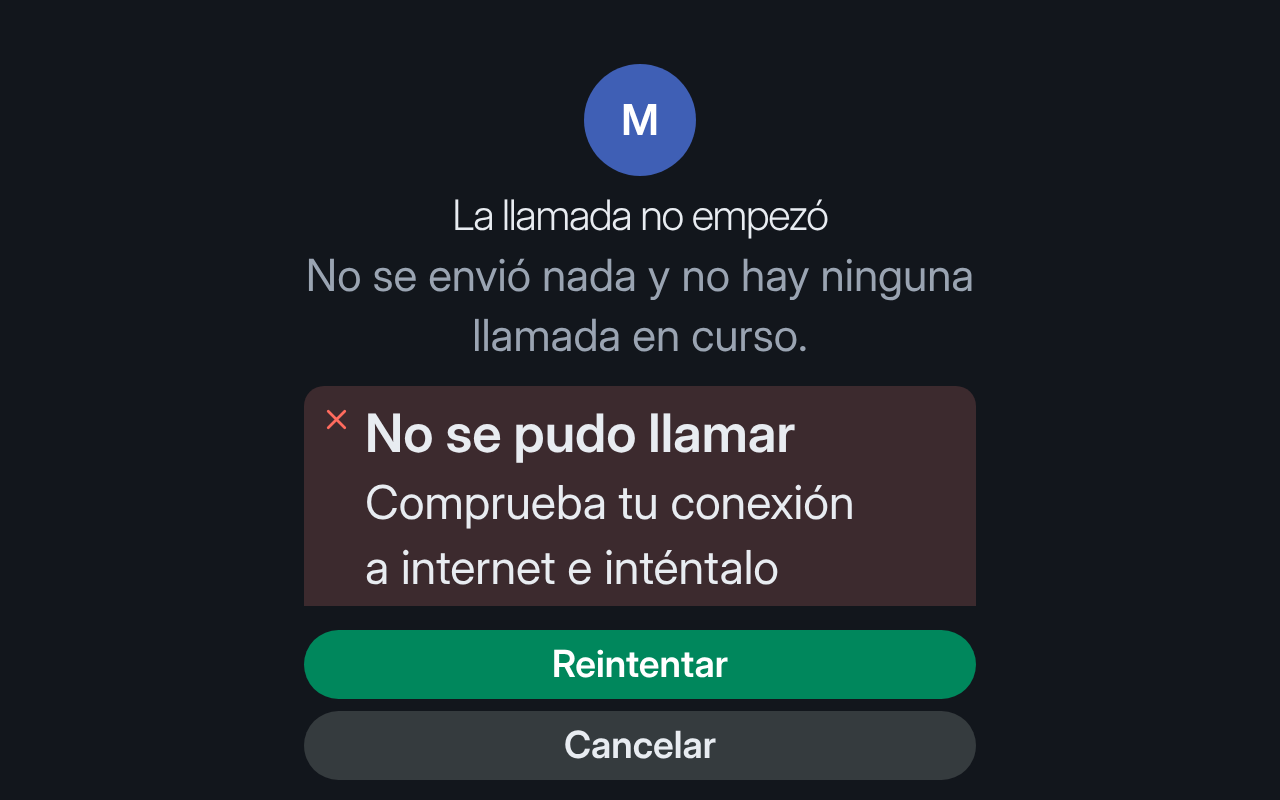 M
La llamada no empezó
No se envió nada y no hay ninguna
llamada en curso.
No se pudo llamar
Comprueba tu conexión
a internet e inténtalo
Reintentar
Cancelar